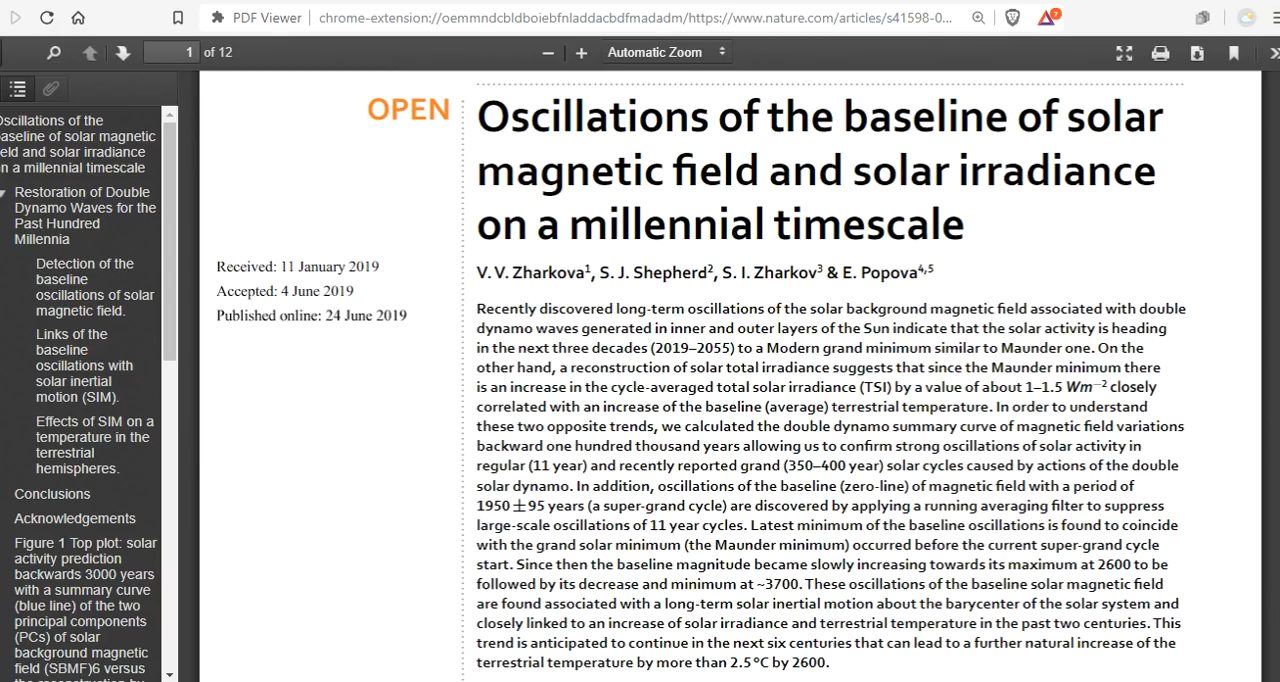 PDF Viewer
chrome-extension://oemmndcbldboiebfnladdacbdfmadadm/https://www.nature.com/articles/s41598-0...
7
1 of 12
Automatic Zoom
Oscillations of the
baseline of solar magnetic
field and solar irradiance
on a millennial timescale
Restoration of Double
Dynamo Waves for the
Past Hundred
Millennia
Detection of the
baseline
oscillations of solar
magnetic field.
Links of the
baseline
oscillations with
solar inertial
motion (SIM).
Effects of SIM on a
temperature in the
terrestrial
hemispheres.
Conclusions
Acknowledgements
Figure 1 Top plot: solar
activity prediction
backwards 3000 years
with a summary curve
(blue line) of the two
principal components
(PCs) of solar
background magnetic
field (SBMF)6 versus
OPEN
Oscillations of the baseline of solar
magnetic field and solar irradiance
on a millennial timescale
Received: 11 January 2019
Accepted: 4 June 2019
Published online: 24 June 2019
V. V. Zharkova1, S. J. Shepherd2, S. I. Zharkov3 & E. Popova4,5
Recently discovered long-term oscillations of the solar background magnetic field associated with double
dynamo waves generated in inner and outer layers of the Sun indicate that the solar activity is heading
in the next three decades (2019–2055) to a Modern grand minimum similar to Maunder one. On the
other hand, a reconstruction of solar total irradiance suggests that since the Maunder minimum there
is an increase in the cycle-averaged total solar irradiance (TSI) by a value of about 1–1.5 Wm−2 closely
correlated with an increase of the baseline (average) terrestrial temperature. In order to understand
these two opposite trends, we calculated the double dynamo summary curve of magnetic field variations
backward one hundred thousand years allowing us to confirm strong oscillations of solar activity in
regular (11 year) and recently reported grand (350–400 year) solar cycles caused by actions of the double
solar dynamo. In addition, oscillations of the baseline (zero-line) of magnetic field with a period of
1950 ± 95 years (a super-grand cycle) are discovered by applying a running averaging filter to suppress
large-scale oscillations of 11 year cycles. Latest minimum of the baseline oscillations is found to coincide
with the grand solar minimum (the Maunder minimum) occurred before the current super-grand cycle
start. Since then the baseline magnitude became slowly increasing towards its maximum at 2600 to be
followed by its decrease and minimum at ~3700. These oscillations of the baseline solar magnetic field
are found associated with a long-term solar inertial motion about the barycenter of the solar system and
closely linked to an increase of solar irradiance and terrestrial temperature in the past two centuries. This
trend is anticipated to continue in the next six centuries that can lead to a further natural increase of the
terrestrial temperature by more than 2.5 °C by 2600.